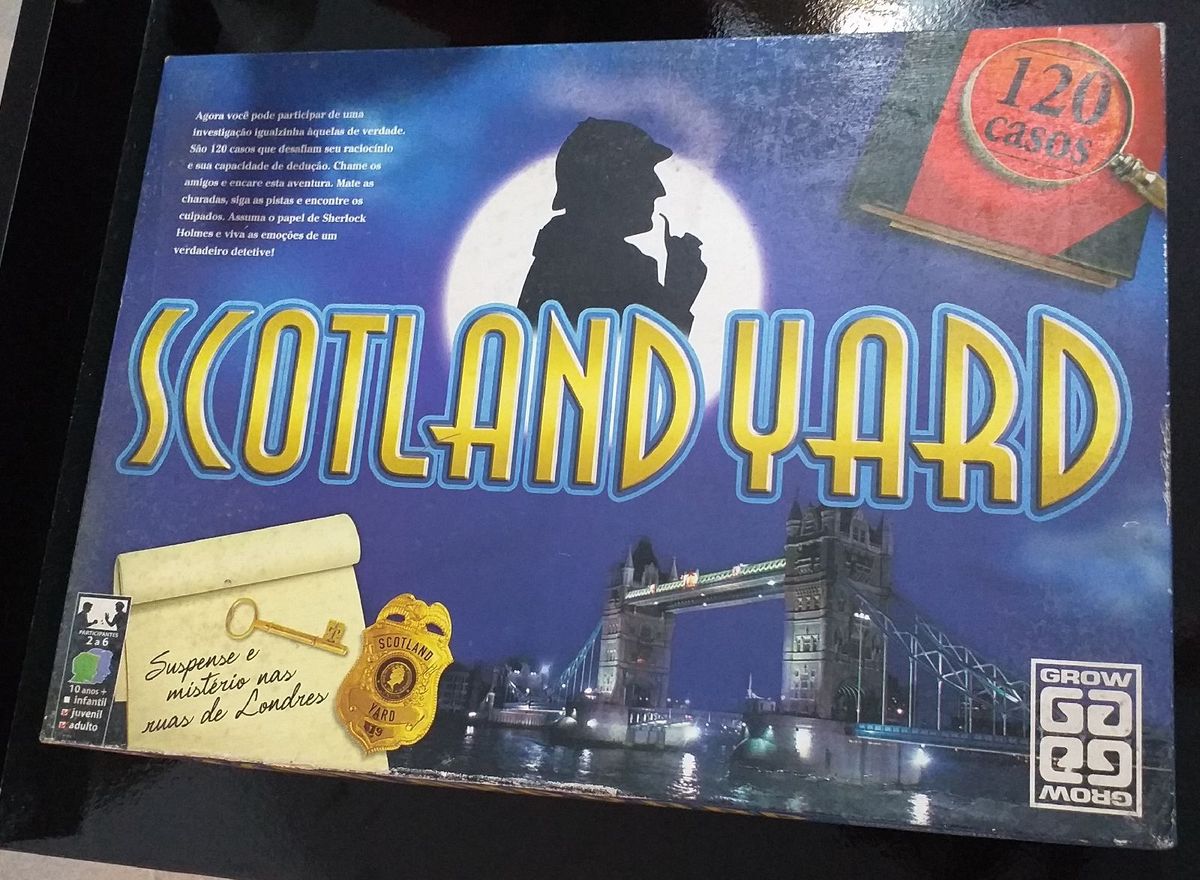 Agora você pode participar de uma
investigação igualzinha àquelas de verdade.
São 120 casos que desafiam seu raciocínio
e sua capacidade de dedução. Chame os
amigos e encare esta aventura. Mate as
charadas, siga as pistas e encontre os
culpados. Assuma o papel de Sherlock
Holmes e viva as emoções de um
verdadeiro detetive!
120
casos
SCOTLAND YARD
Suspense e
mistério nas
ruas de Londres
SCOTLAND
YARD
19
PARTICIPANTES
2 a 6
10 anos +
infantil
juvenil
adulto
GROW
GROW